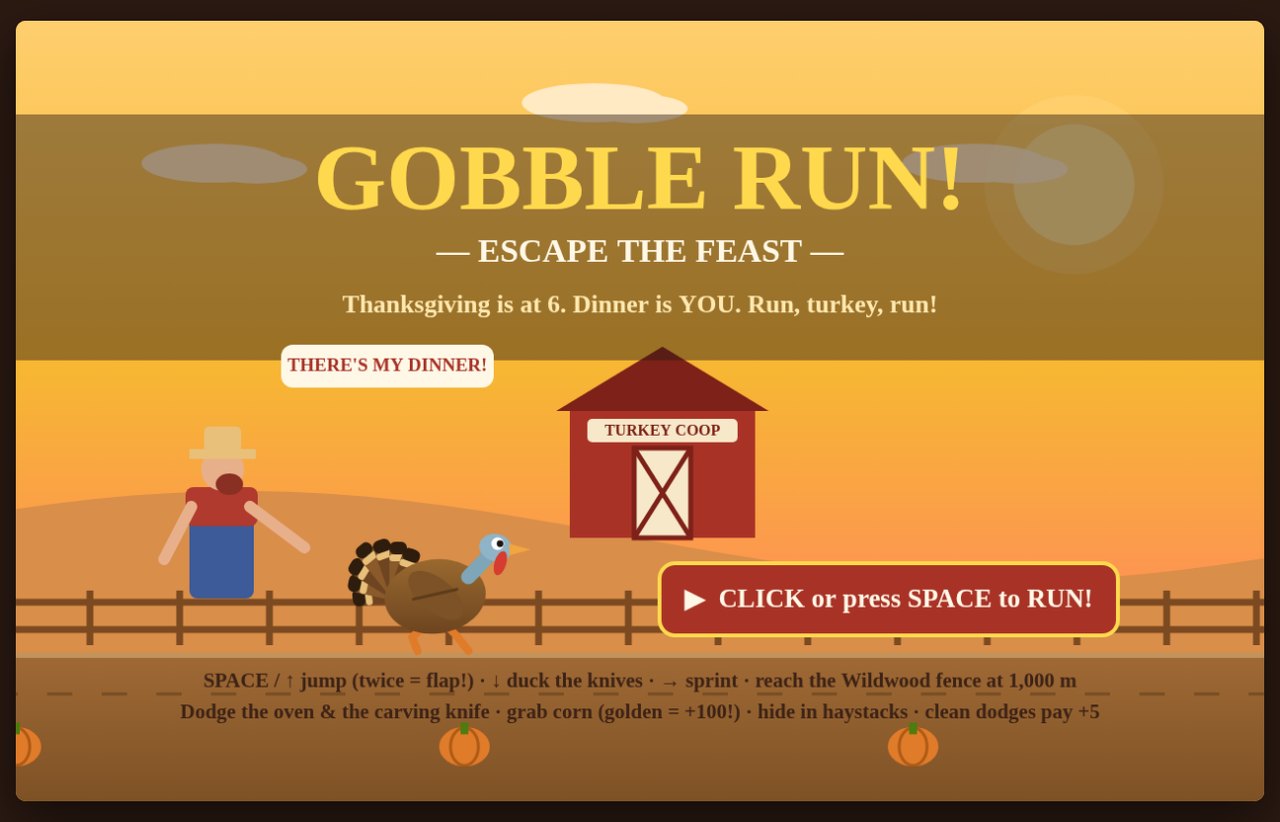 GOBBLE RUN!
— ESCAPE THE FEAST —
Thanksgiving is at 6. Dinner is YOU. Run, turkey, run!
THERE'S MY DINNER!
TURKEY COOP
▶ CLICK or press SPACE to RUN!
SPACE / ↑ jump (twice = flap!) · ↓ duck the knives · → sprint · reach the Wildwood fence at 1,000 m
Dodge the oven & the carving knife · grab corn (golden = +100!) · hide in haystacks · clean dodges pay +5